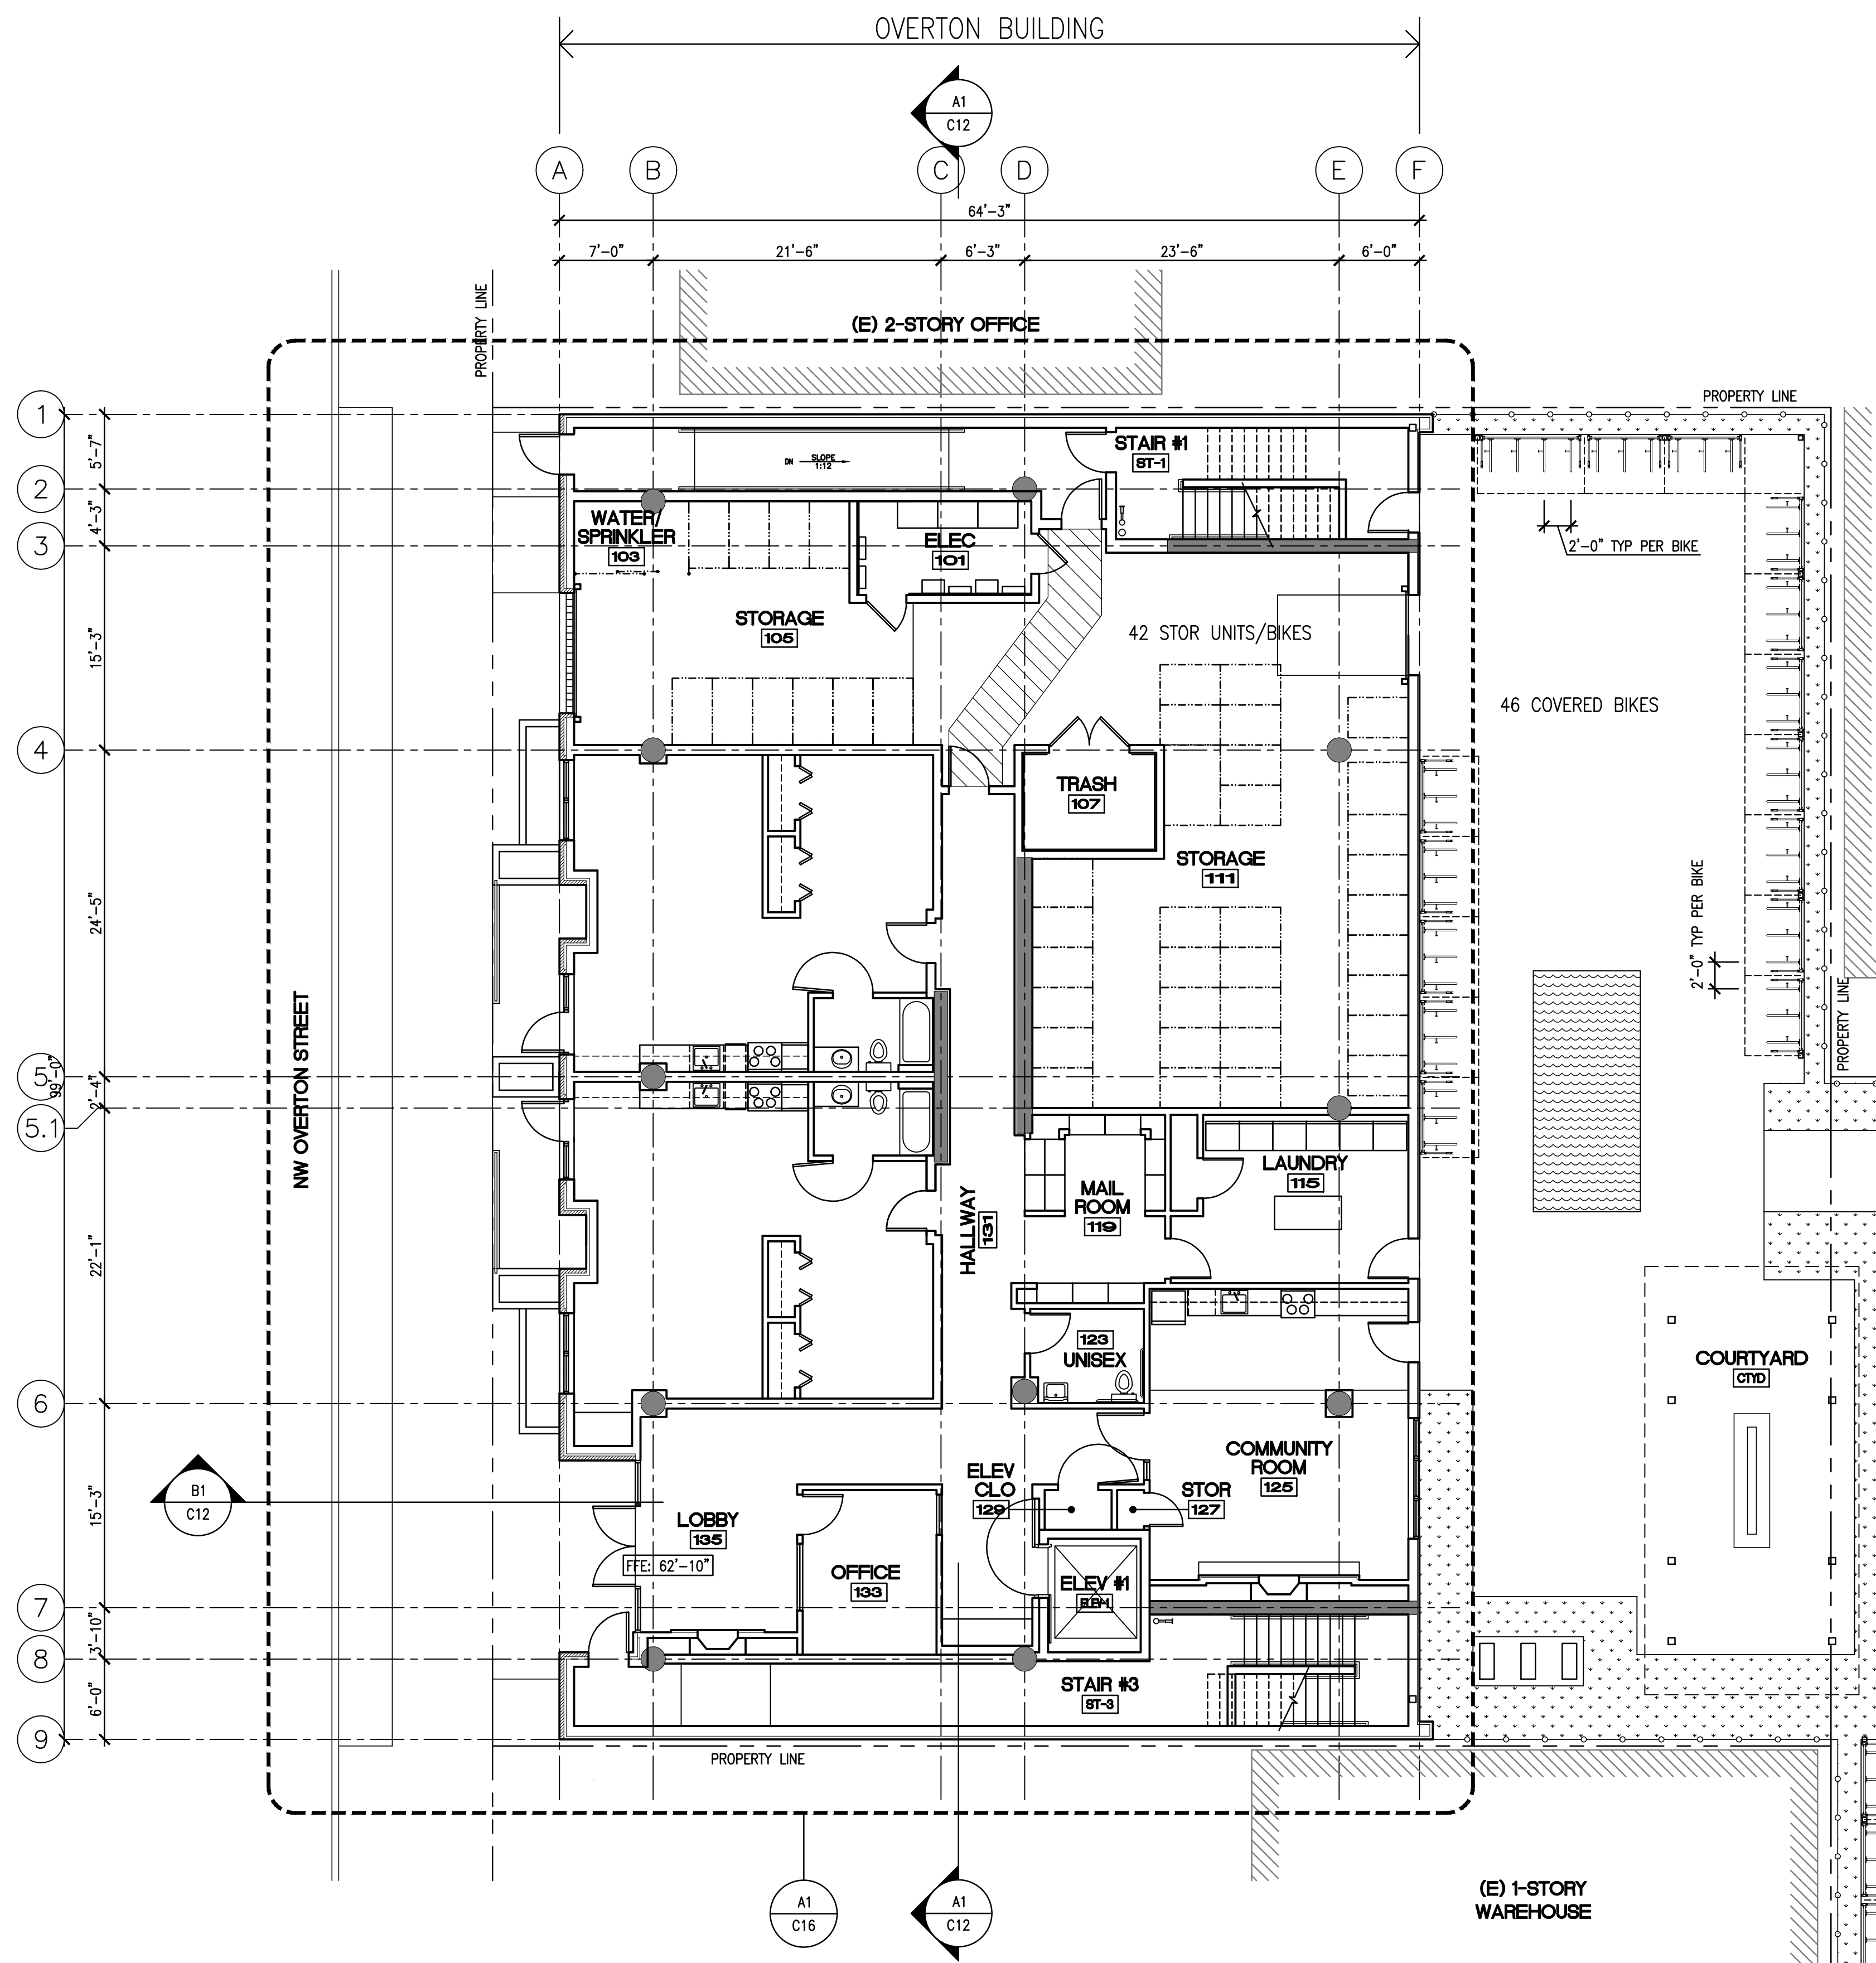 OVERTON BUILDING
A1
C12
A
B
C
D
E
F
64'-3"
7'-0"
21'-6"
6'-3"
23'-6"
6'-0"
PROPERTY LINE
(E) 2-STORY OFFICE
PROPERTY LINE
1
5'-7"
2
4'-3"
3
15'-3"
4
24'-5"
5
99'-0"
2'-4"
5.1
22'-1"
6
15'-3"
7
3'-10"
8
6'-0"
9
DN
SLOPE
1:12
STAIR #1
ST-1
WATER/
SPRINKLER
103
ELEC
101
2'-0" TYP PER BIKE
STORAGE
105
42 STOR UNITS/BIKES
46 COVERED BIKES
TRASH
107
STORAGE
111
2'-0" TYP PER BIKE
PROPERTY LINE
NW OVERTON STREET
LAUNDRY
115
MAIL
ROOM
119
HALLWAY
131
123
UNISEX
COURTYARD
CTYD
COMMUNITY
ROOM
125
ELEV
CLO
129
STOR
127
B1
C12
LOBBY
135
FFE: 62'-10"
OFFICE
133
ELEV #1
ELEV-1
STAIR #3
ST-3
PROPERTY LINE
A1
C16
A1
C12
(E) 1-STORY
WAREHOUSE